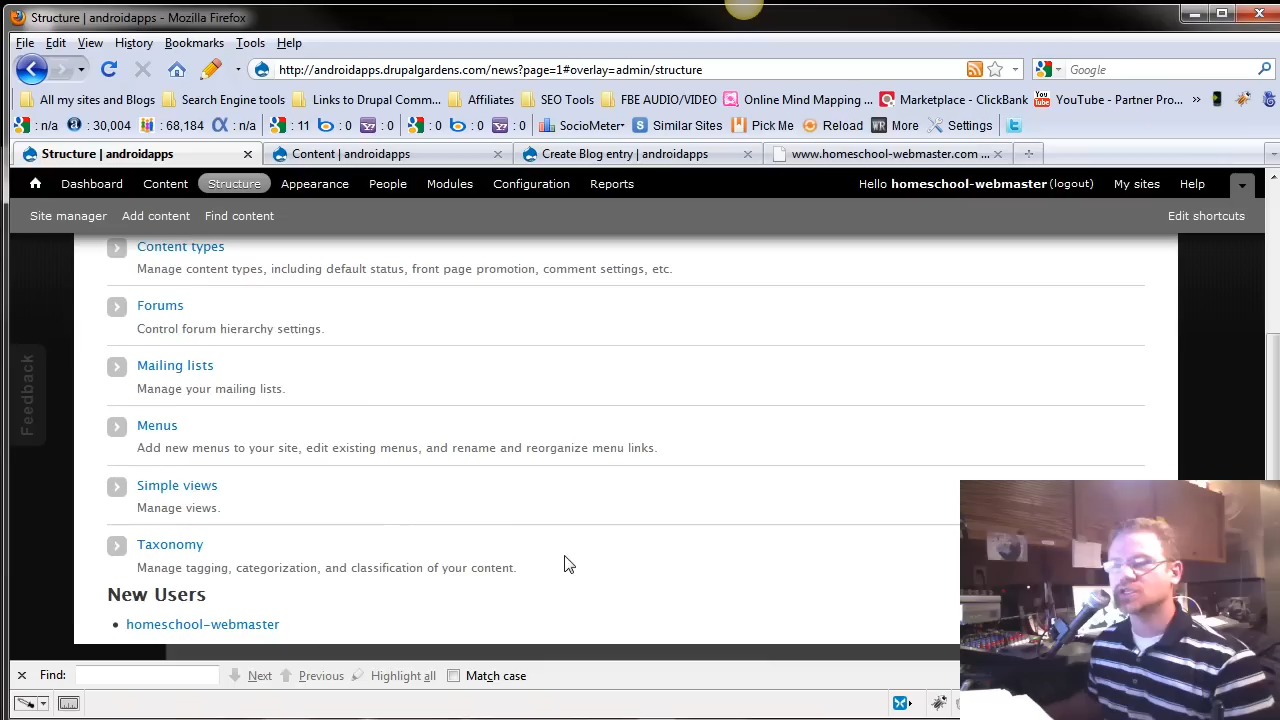 Structure | androidapps - Mozilla Firefox
File Edit View History Bookmarks Tools Help
http://androidapps.drupalgardens.com/news?page=1#overlay=admin/structure
Google
All my sites and Blogs Search Engine tools Links to Drupal Comm... Affiliates SEO Tools FBE AUDIO/VIDEO Online Mind Mapping ... Marketplace - ClickBank YouTube - Partner Pro... »
: n/a : 30,004 : 68,184 : n/a : 11 : 0 : 0 : 0 : 0 : 0 SocioMeter Similar Sites Pick Me Reload WR More Settings
Structure | androidapps Content | androidapps Create Blog entry | androidapps www.homeschool-webmaster.com ...
Dashboard Content Structure Appearance People Modules Configuration Reports Hello homeschool-webmaster (logout) My sites Help
Site manager Add content Find content Edit shortcuts
Content types
Manage content types, including default status, front page promotion, comment settings, etc.
Forums
Control forum hierarchy settings.
Mailing lists
Manage your mailing lists.
Feedback
Menus
Add new menus to your site, edit existing menus, and rename and reorganize menu links.
Simple views
Manage views.
Taxonomy
Manage tagging, categorization, and classification of your content.
New Users
• homeschool-webmaster
Find: Next Previous Highlight all Match case